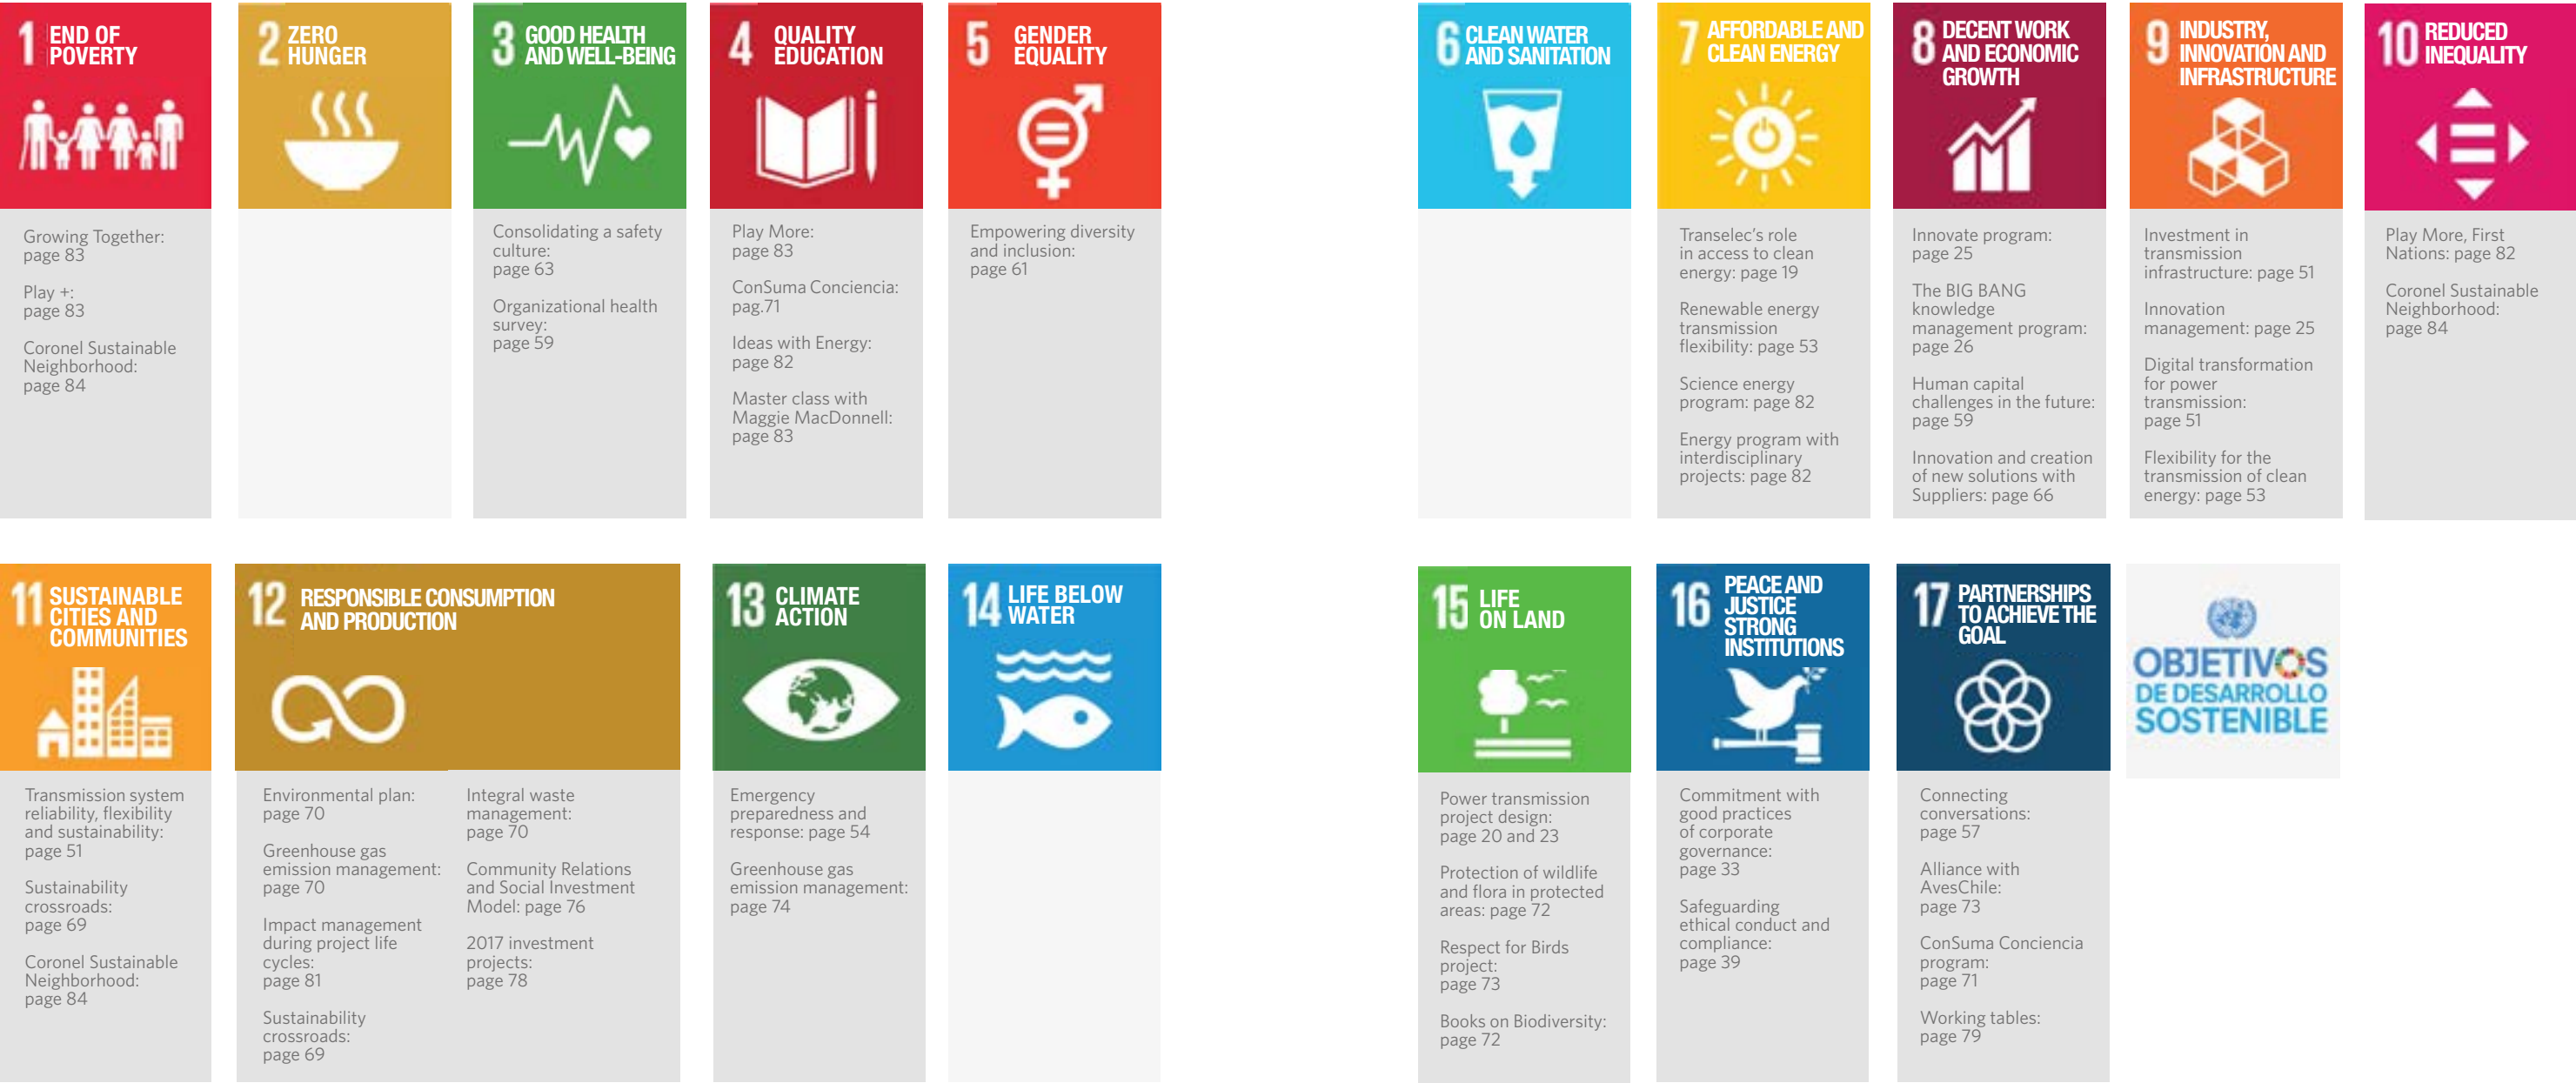 1 END OF
POVERTY
Growing Together:
page 83
Play +:
page 83
Coronel Sustainable
Neighborhood:
page 84
2 ZERO
HUNGER
3 GOOD HEALTH
AND WELL-BEING
Consolidating a safety
culture:
page 63
Organizational health
survey:
page 59
4 QUALITY
EDUCATION
Play More:
page 83
ConSuma Conciencia:
pag.71
Ideas with Energy:
page 82
Master class with
Maggie MacDonnell:
page 83
5 GENDER
EQUALITY
Empowering diversity
and inclusion:
page 61
6 CLEAN WATER
AND SANITATION
7 AFFORDABLE AND
CLEAN ENERGY
Transelec's role
in access to clean
energy: page 19
Renewable energy
transmission
flexibility: page 53
Science energy
program: page 82
Energy program with
interdisciplinary
projects: page 82
8 DECENT WORK
AND ECONOMIC
GROWTH
Innovate program:
page 25
The BIG BANG
knowledge
management program:
page 26
Human capital
challenges in the future:
page 59
Innovation and creation
of new solutions with
Suppliers: page 66
9 INDUSTRY,
INNOVATION AND
INFRASTRUCTURE
Investment in
transmission
infrastructure: page 51
Innovation
management: page 25
Digital transformation
for power
transmission:
page 51
Flexibility for the
transmission of clean
energy: page 53
10 REDUCED
INEQUALITY
Play More, First
Nations: page 82
Coronel Sustainable
Neighborhood:
page 84
11 SUSTAINABLE
CITIES AND
COMMUNITIES
Transmission system
reliability, flexibility
and sustainability:
page 51
Sustainability
crossroads:
page 69
Coronel Sustainable
Neighborhood:
page 84
12 RESPONSIBLE CONSUMPTION
AND PRODUCTION
Environmental plan:
page 70
Greenhouse gas
emission management:
page 70
Impact management
during project life
cycles:
page 81
Sustainability
crossroads:
page 69
Integral waste
management:
page 70
Community Relations
and Social Investment
Model: page 76
2017 investment
projects:
page 78
13 CLIMATE
ACTION
Emergency
preparedness and
response: page 54
Greenhouse gas
emission management:
page 74
14 LIFE BELOW
WATER
15 LIFE
ON LAND
Power transmission
project design:
page 20 and 23
Protection of wildlife
and flora in protected
areas: page 72
Respect for Birds
project:
page 73
Books on Biodiversity:
page 72
16 PEACE AND
JUSTICE
STRONG
INSTITUTIONS
Commitment with
good practices
of corporate
governance:
page 33
Safeguarding
ethical conduct and
compliance:
page 39
17 PARTNERSHIPS
TO ACHIEVE THE
GOAL
Connecting
conversations:
page 57
Alliance with
AvesChile:
page 73
ConSuma Conciencia
program:
page 71
Working tables:
page 79
OBJETIVOS
DE DESARROLLO
SOSTENIBLE